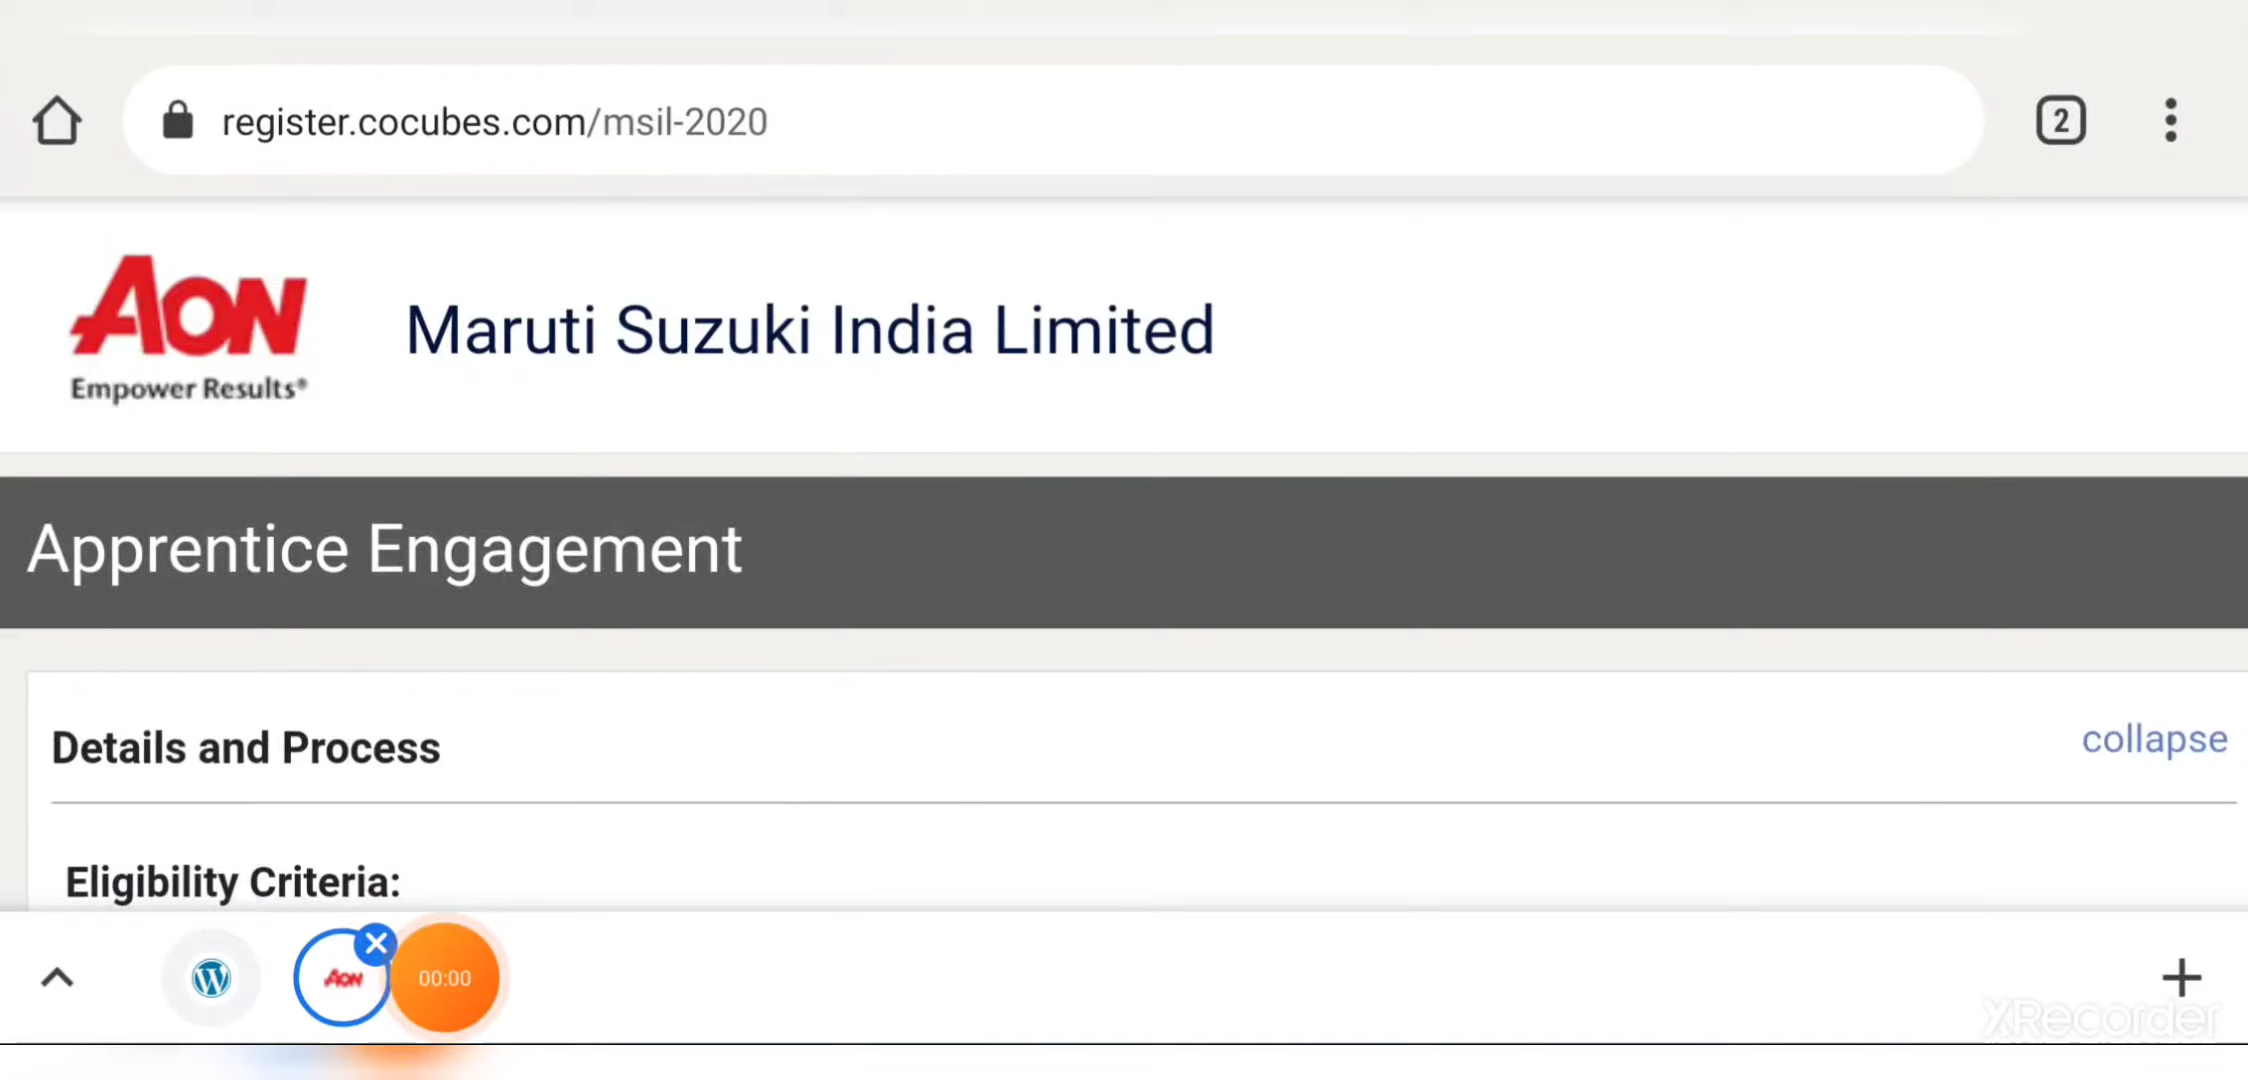 register.cocubes.com/msil-2020
2
AON
Empower Results®
Maruti Suzuki India Limited
Apprentice Engagement
Details and Process
collapse
Eligibility Criteria:
W
AON
00:00
XRecorder